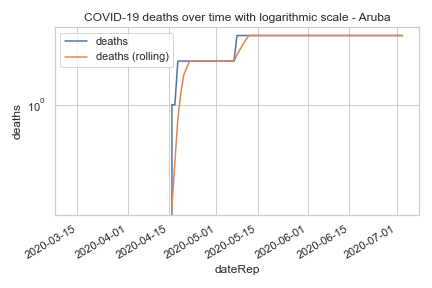 COVID-19 deaths over time with logarithmic scale - Aruba
deaths
deaths (rolling)
10^0
deaths
2020-03-15
2020-04-01
2020-04-15
2020-05-01
2020-05-15
2020-06-01
2020-06-15
2020-07-01
dateRep